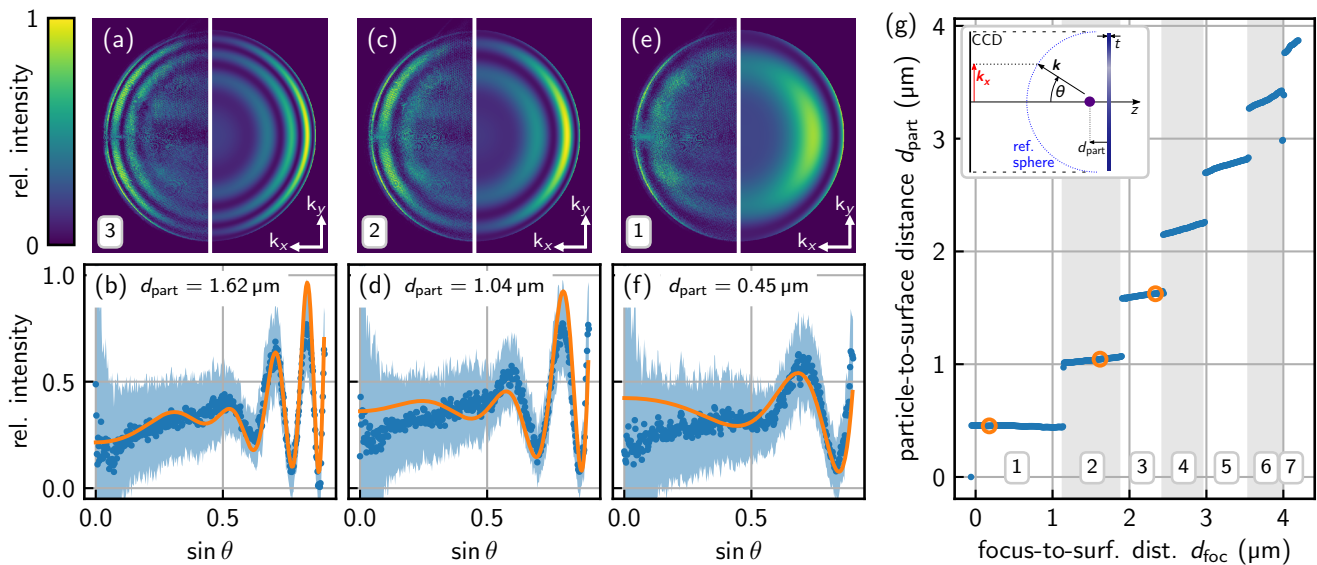 1
0
rel. intensity
(a)
3
k_y
k_x
(c)
2
k_y
k_x
(e)
1
k_y
k_x
1.0
0.5
0.0
rel. intensity
(b) d_part = 1.62 µm
0.0 0.5
sin θ
(d) d_part = 1.04 µm
0.0 0.5
sin θ
(f) d_part = 0.45 µm
0.0 0.5
sin θ
(g)
particle-to-surface distance d_part (µm)
4
3
2
1
0
CCD
t
k
k_x
θ
z
d_part
ref.
sphere
1 2 3 4 5 6 7
0 1 2 3 4
focus-to-surf. dist. d_foc (µm)